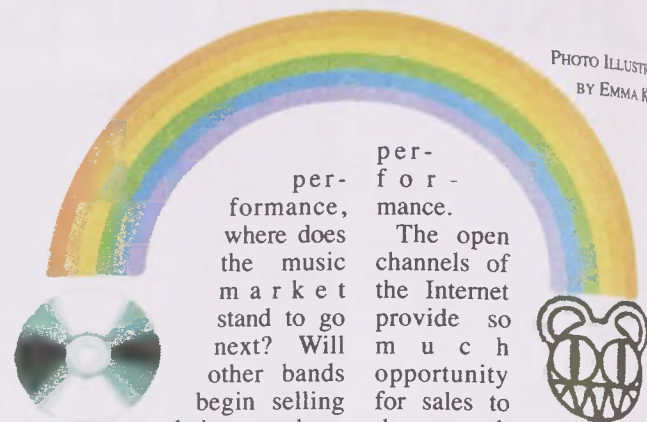 PHOTO ILLUST
BY EMMA K
per-
formance,
where does
the music
market
stand to go
next? Will
other bands
begin selling
per-
for-
mance.
The open
channels of
the Internet
provide so
much
opportunity
for sales to